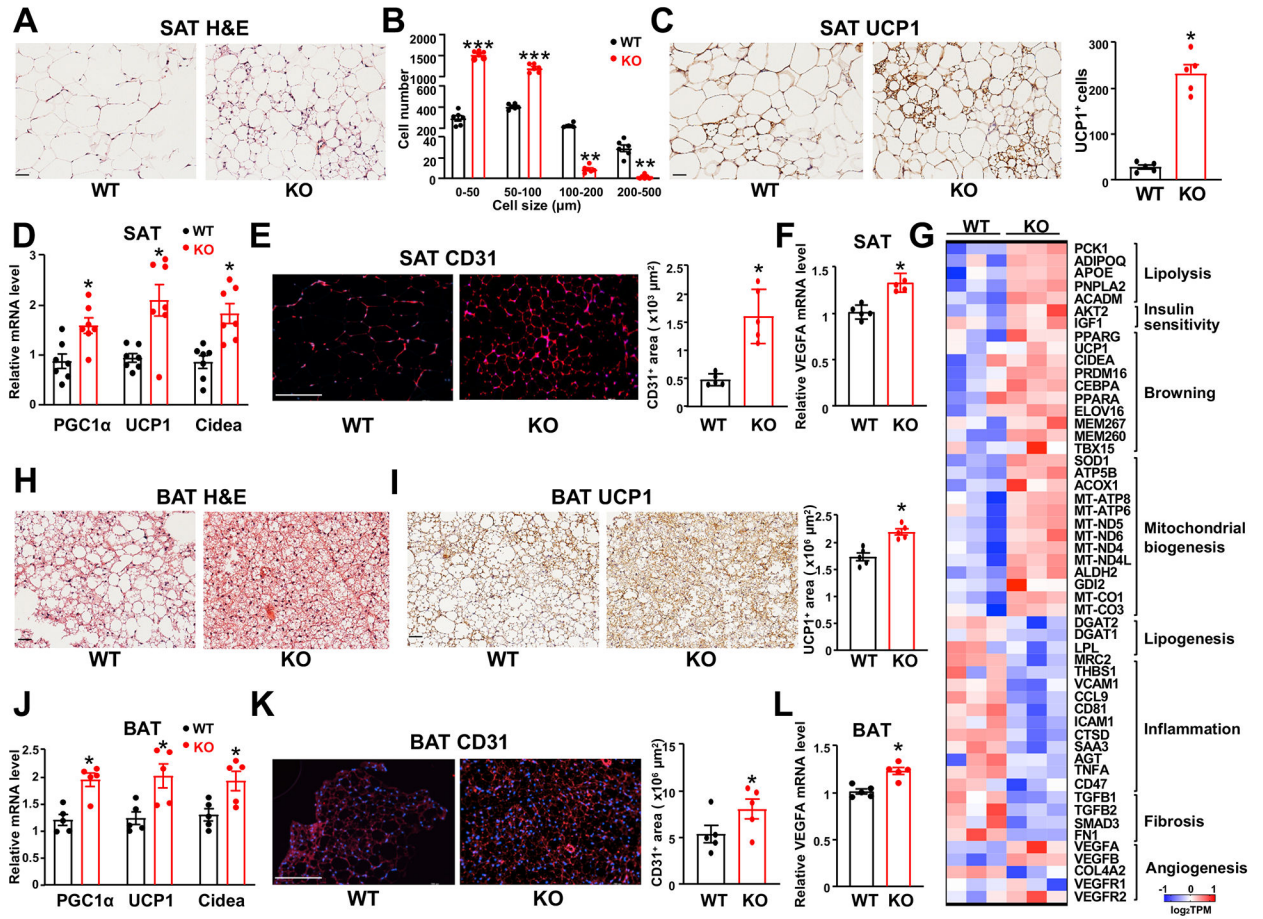 A
SAT H&E
WT
KO
B
Cell number
2000
1500
1000
600
400
200
40
20
0
***
***
**
**
WT
KO
0-50
50-100
100-200
200-500
Cell size (µm)
C
SAT UCP1
WT
KO
UCP1+ cells
300
200
100
0
*
WT
KO
D
SAT
WT
KO
Relative mRNA level
3
2
1
0
*
*
*
PGC1α
UCP1
Cidea
E
SAT CD31
WT
KO
CD31+ area ( x10³ µm²)
2.5
2
1.5
1
0.5
0
*
WT
KO
F
SAT
Relative VEGFA mRNA level
1.5
1
0.5
0
*
WT
KO
G
WT
KO
PCK1
ADIPOQ
APOE
PNPLA2
ACADM
AKT2
IGF1
PPARG
UCP1
CIDEA
PRDM16
CEBPA
PPARA
ELOV16
MEM267
MEM260
TBX15
SOD1
ATP5B
ACOX1
MT-ATP8
MT-ATP6
MT-ND5
MT-ND6
MT-ND4
MT-ND4L
ALDH2
GDI2
MT-CO1
MT-CO3
DGAT2
DGAT1
LPL
MRC2
THBS1
VCAM1
CCL9
CD81
ICAM1
CTSD
SAA3
AGT
TNFA
CD47
TGFB1
TGFB2
SMAD3
FN1
VEGFA
VEGFB
COL4A2
VEGFR1
VEGFR2
Lipolysis
Insulin
sensitivity
Browning
Mitochondrial
biogenesis
Lipogenesis
Inflammation
Fibrosis
Angiogenesis
-1
1
log₂TPM
H
BAT H&E
WT
KO
I
BAT UCP1
WT
KO
UCP1+ area ( x10⁶ µm²)
2.5
2
1.5
1
0.5
0
*
WT
KO
J
BAT
WT
KO
Relative mRNA level
2.5
2
1.5
1
0.5
0
*
*
*
PGC1α
UCP1
Cidea
K
BAT CD31
WT
KO
CD31+ area ( x10⁶ µm²)
15
10
5
0
*
WT
KO
L
BAT
Relative VEGFA mRNA level
1.5
1
0.5
0
*
WT
KO